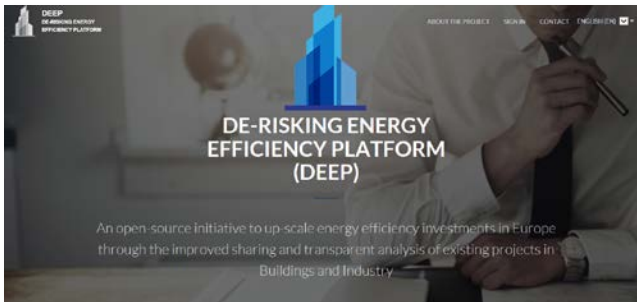 DEEP
DE-RISKING ENERGY
EFFICIENCY PLATFORM
ABOUT THE PROJECT SIGN IN CONTACT ENGLISH (EN)
DE-RISKING ENERGY
EFFICIENCY PLATFORM
(DEEP)
An open-source initiative to up-scale energy efficiency investments in Europe
through the improved sharing and transparent analysis of existing projects in
Buildings and Industry